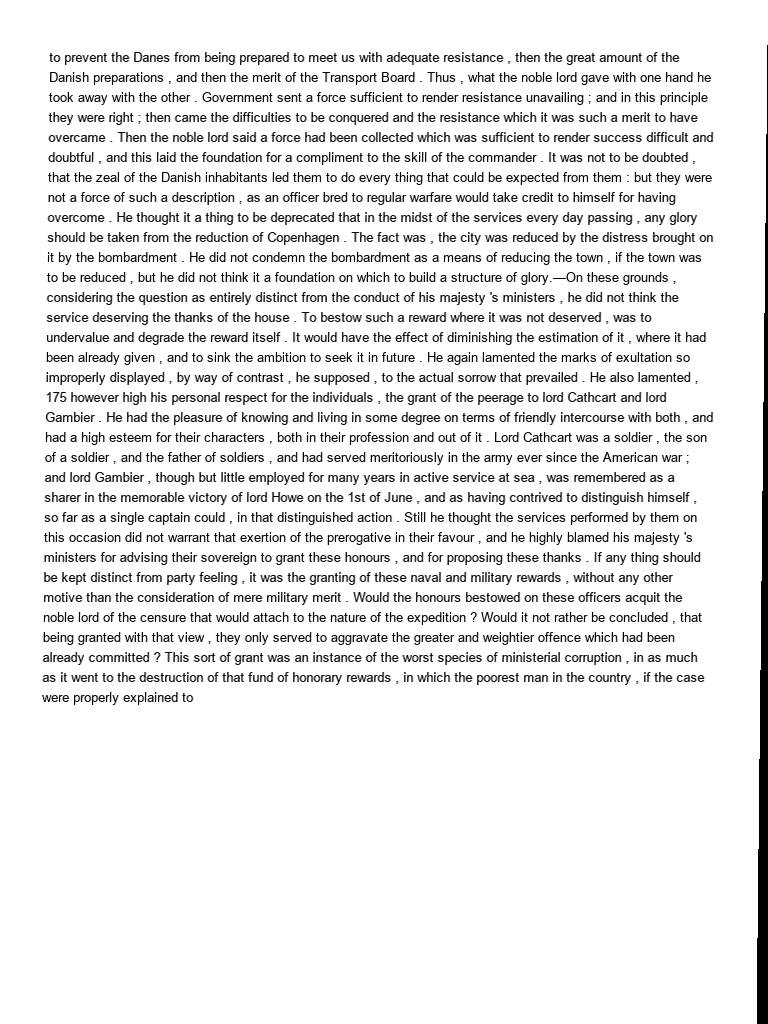 to prevent the Danes from being prepared to meet us with adequate resistance , then the great amount of the
Danish preparations , and then the merit of the Transport Board . Thus , what the noble lord gave with one hand he
took away with the other . Government sent a force sufficient to render resistance unavailing ; and in this principle
they were right ; then came the difficulties to be conquered and the resistance which it was such a merit to have
overcame . Then the noble lord said a force had been collected which was sufficient to render success difficult and
doubtful , and this laid the foundation for a compliment to the skill of the commander . It was not to be doubted ,
that the zeal of the Danish inhabitants led them to do every thing that could be expected from them : but they were
not a force of such a description , as an officer bred to regular warfare would take credit to himself for having
overcome . He thought it a thing to be deprecated that in the midst of the services every day passing , any glory
should be taken from the reduction of Copenhagen . The fact was , the city was reduced by the distress brought on
it by the bombardment . He did not condemn the bombardment as a means of reducing the town , if the town was
to be reduced , but he did not think it a foundation on which to build a structure of glory.—On these grounds ,
considering the question as entirely distinct from the conduct of his majesty 's ministers , he did not think the
service deserving the thanks of the house . To bestow such a reward where it was not deserved , was to
undervalue and degrade the reward itself . It would have the effect of diminishing the estimation of it , where it had
been already given , and to sink the ambition to seek it in future . He again lamented the marks of exultation so
improperly displayed , by way of contrast , he supposed , to the actual sorrow that prevailed . He also lamented ,
175 however high his personal respect for the individuals , the grant of the peerage to lord Cathcart and lord
Gambier . He had the pleasure of knowing and living in some degree on terms of friendly intercourse with both , and
had a high esteem for their characters , both in their profession and out of it . Lord Cathcart was a soldier , the son
of a soldier , and the father of soldiers , and had served meritoriously in the army ever since the American war ;
and lord Gambier , though but little employed for many years in active service at sea , was remembered as a
sharer in the memorable victory of lord Howe on the 1st of June , and as having contrived to distinguish himself ,
so far as a single captain could , in that distinguished action . Still he thought the services performed by them on
this occasion did not warrant that exertion of the prerogative in their favour , and he highly blamed his majesty 's
ministers for advising their sovereign to grant these honours , and for proposing these thanks . If any thing should
be kept distinct from party feeling , it was the granting of these naval and military rewards , without any other
motive than the consideration of mere military merit . Would the honours bestowed on these officers acquit the
noble lord of the censure that would attach to the nature of the expedition ? Would it not rather be concluded , that
being granted with that view , they only served to aggravate the greater and weightier offence which had been
already committed ? This sort of grant was an instance of the worst species of ministerial corruption , in as much
as it went to the destruction of that fund of honorary rewards , in which the poorest man in the country , if the case
were properly explained to